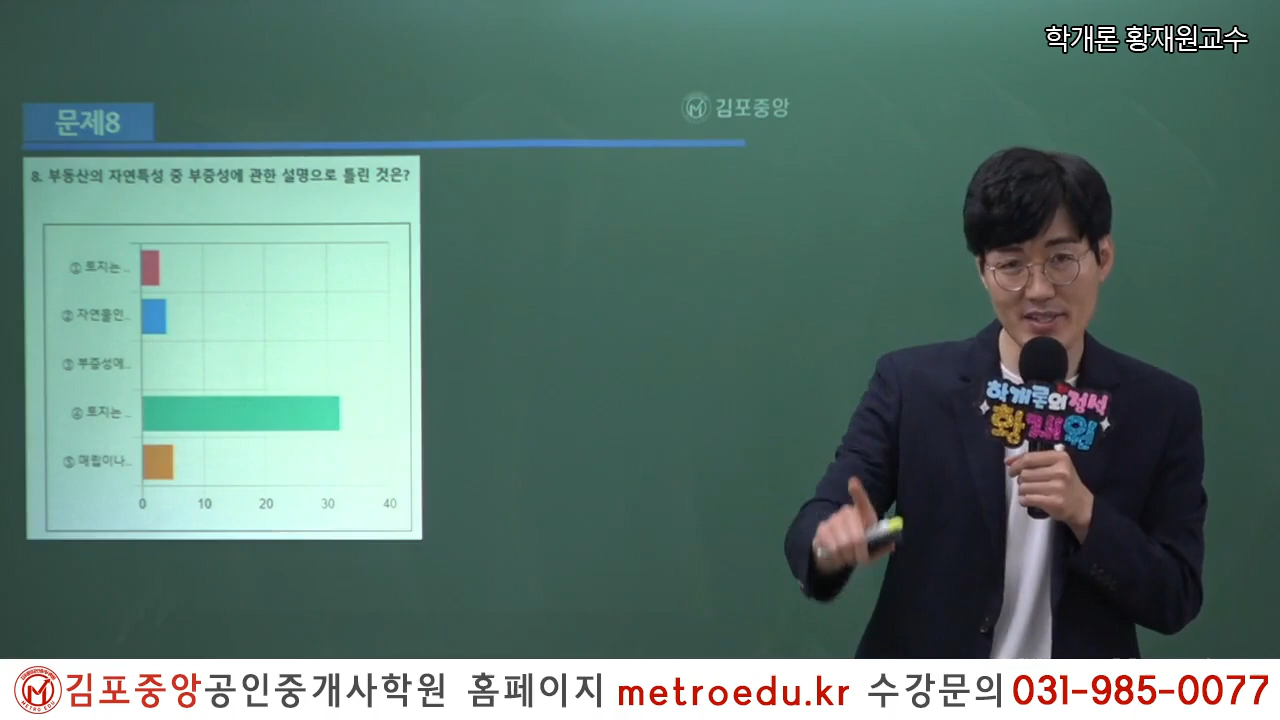 학개론 황재원교수
김포중앙
문제8
8. 부동산의 자연특성 중 부증성에 관한 설명으로 틀린 것은?
① 토지는 ..
② 자연물인..
③ 부증성에..
④ 토지는 ..
⑤ 매립이나..
0 10 20 30 40
학개론의정석
황재원
김포중앙공인중개사학원 홈페이지 metroedu.kr 수강문의 031-985-0077